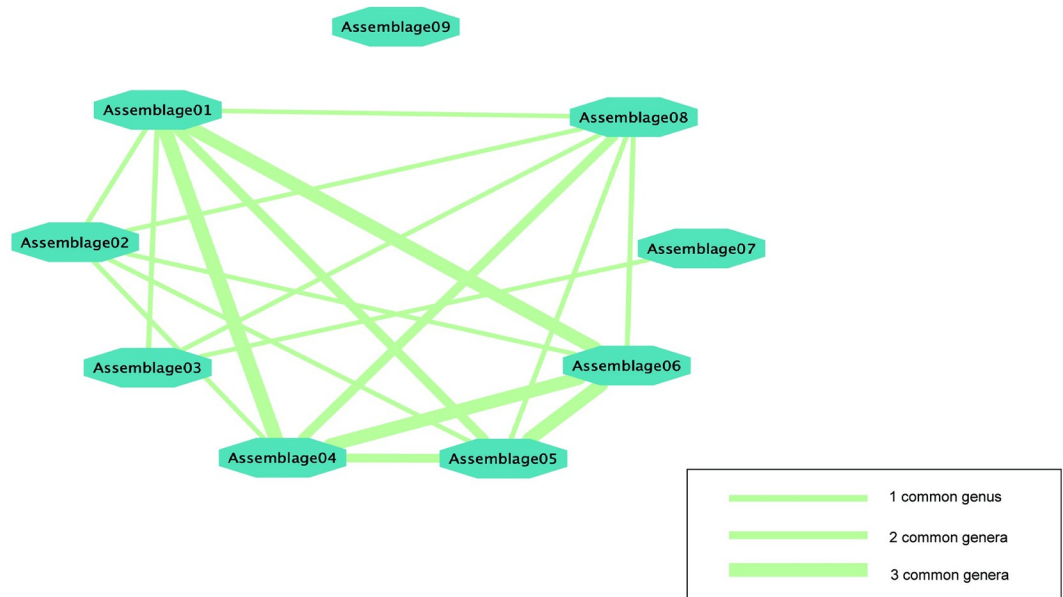 Assemblage09
Assemblage01
Assemblage08
Assemblage02
Assemblage07
Assemblage03
Assemblage06
Assemblage04
Assemblage05
1 common genus
2 common genera
3 common genera